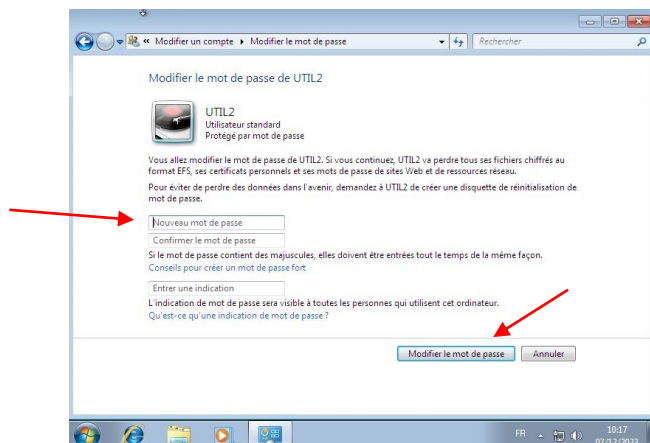 « Modifier un compte ▸ Modifier le mot de passe
Rechercher
Modifier le mot de passe de UTIL2
UTIL2
Utilisateur standard
Protégé par mot de passe
Vous allez modifier le mot de passe de UTIL2. Si vous continuez, UTIL2 va perdre tous ses fichiers chiffrés au
format EFS, ses certificats personnels et ses mots de passe de sites Web et de ressources réseau.
Pour éviter de perdre des données dans l'avenir, demandez à UTIL2 de créer une disquette de réinitialisation de
mot de passe.
Nouveau mot de passe
Confirmer le mot de passe
Si le mot de passe contient des majuscules, elles doivent être entrées tout le temps de la même façon.
Conseils pour créer un mot de passe fort
Entrer une indication
L'indication de mot de passe sera visible à toutes les personnes qui utilisent cet ordinateur.
Qu'est-ce qu'une indication de mot de passe ?
Modifier le mot de passe
Annuler
FR
10:17
07/12/2023